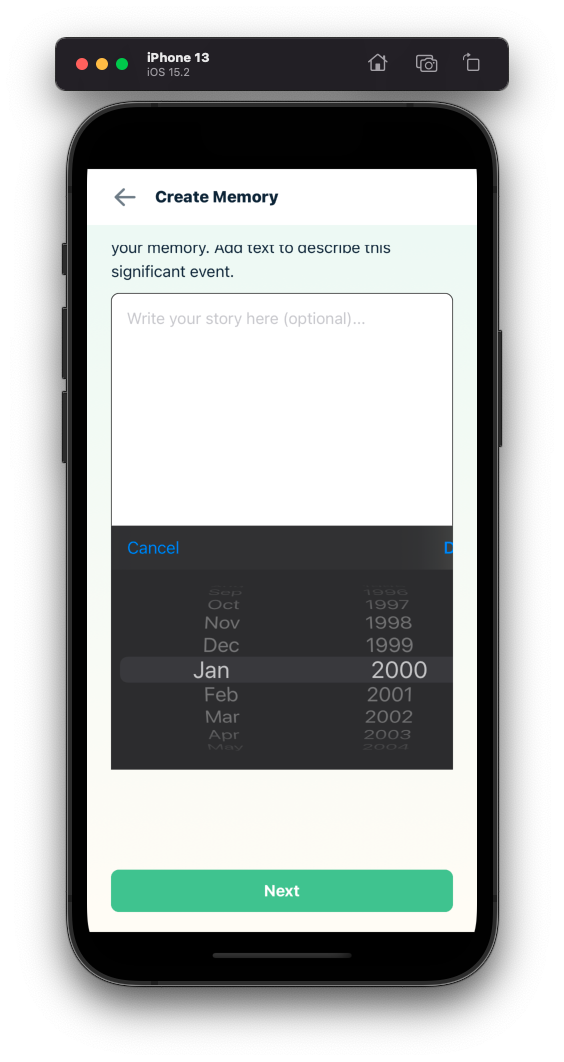 iPhone 13
iOS 15.2
Create Memory
your memory. Add text to describe this
significant event.
Write your story here (optional)...
Cancel D
Sep 1996
Oct 1997
Nov 1998
Dec 1999
Jan 2000
Feb 2001
Mar 2002
Apr 2003
May 2004
Next